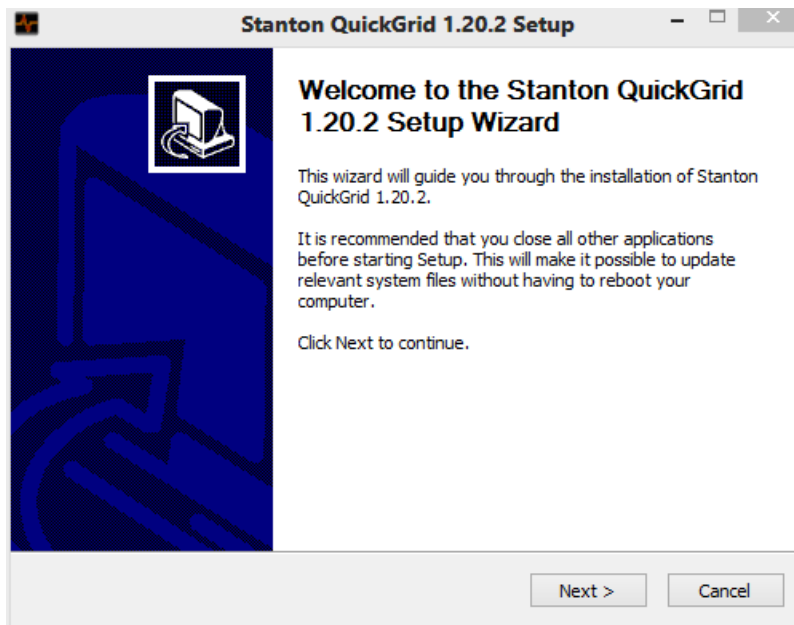 Stanton QuickGrid 1.20.2 Setup
Welcome to the Stanton QuickGrid
1.20.2 Setup Wizard
This wizard will guide you through the installation of Stanton
QuickGrid 1.20.2.
It is recommended that you close all other applications
before starting Setup. This will make it possible to update
relevant system files without having to reboot your
computer.
Click Next to continue.
Next >
Cancel